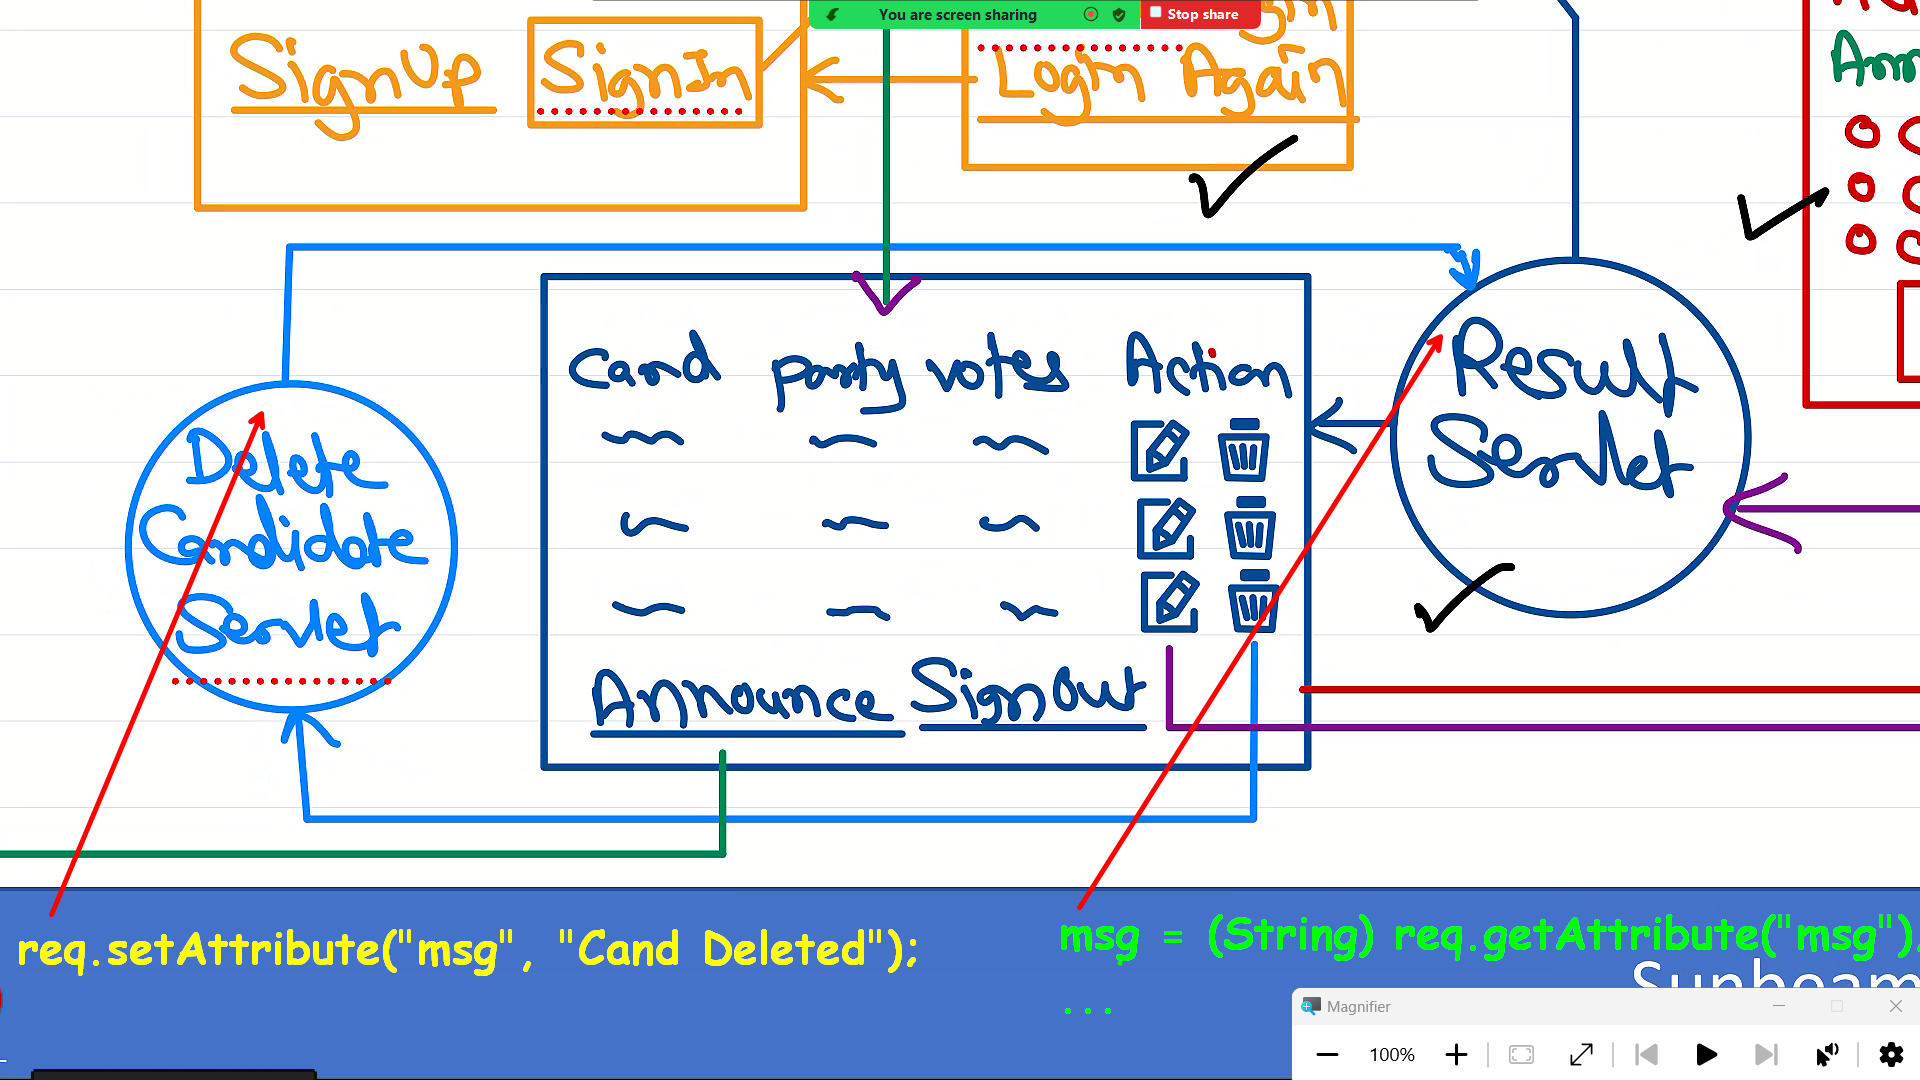 You are screen sharing
Stop share
SignUp SignIn
Login Again
Cand party votes Action
Delete
Candidate
Servlet
Result
Servlet
Announce SignOut
req.setAttribute("msg", "Cand Deleted");
msg = (String) req.getAttribute("msg")
...
Sunbeam
Magnifier
100%